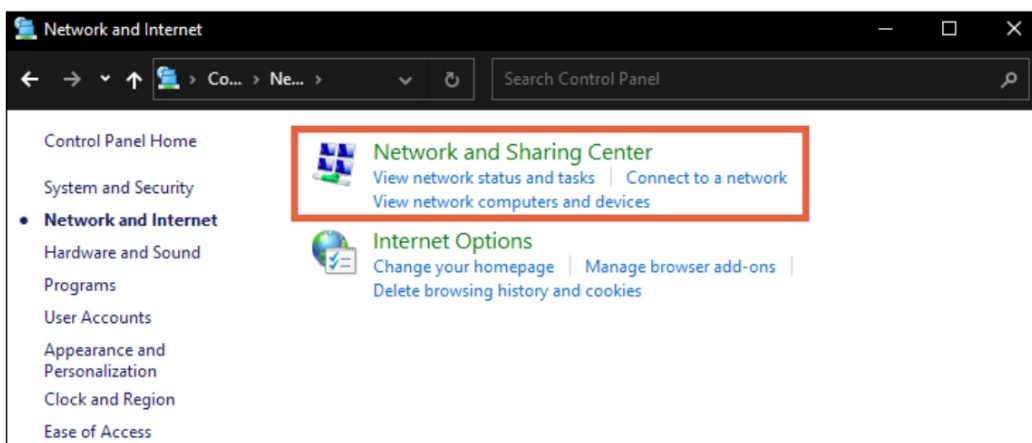 Network and Internet
Co... > Ne... >
Search Control Panel
Control Panel Home
System and Security
Network and Internet
Hardware and Sound
Programs
User Accounts
Appearance and
Personalization
Clock and Region
Ease of Access
Network and Sharing Center
View network status and tasks | Connect to a network
View network computers and devices
Internet Options
Change your homepage | Manage browser add-ons |
Delete browsing history and cookies